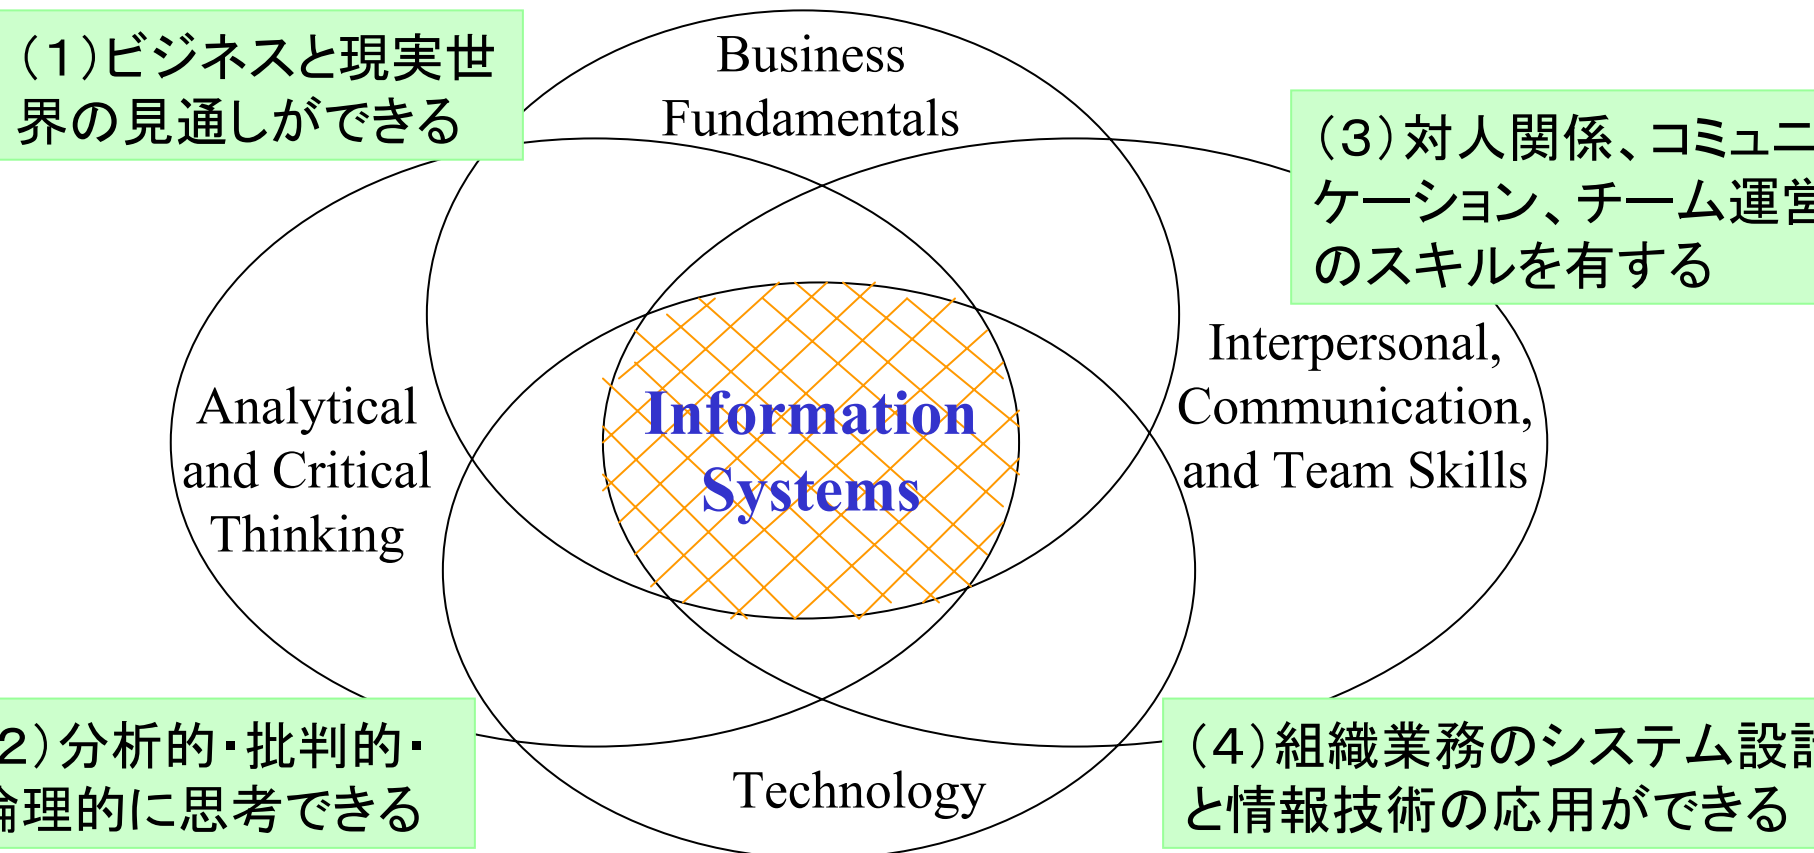 （1）ビジネスと現実世
界の見通しができる
Business
Fundamentals
（3）対人関係、コミュニ
ケーション、チーム運営
のスキルを有する
Interpersonal,
Communication,
and Team Skills
Analytical
and Critical
Thinking
Information
Systems
2）分析的・批判的・
理的に思考できる
Technology
（4）組織業務のシステム設計
と情報技術の応用ができる